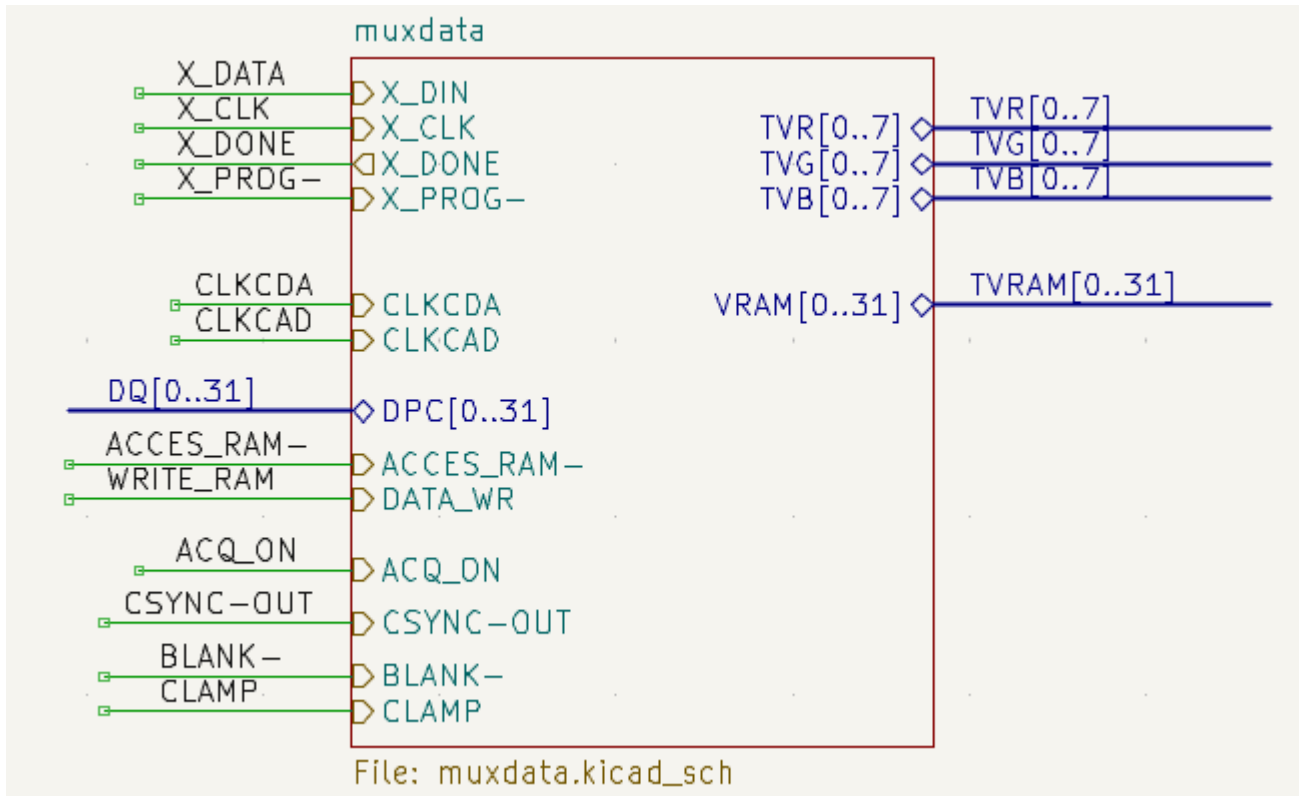 muxdata
X_DATA
X_DIN
X_CLK
X_CLK
X_DONE
X_DONE
X_PROG-
X_PROG-
TVR[0..7]
TVR[0..7]
TVG[0..7]
TVG[0..7]
TVB[0..7]
TVB[0..7]
CLKCDA
CLKCDA
CLKCAD
CLKCAD
VRAM[0..31]
TVRAM[0..31]
DQ[0..31]
DPC[0..31]
ACCES_RAM-
ACCES_RAM-
WRITE_RAM
DATA_WR
ACQ_ON
ACQ_ON
CSYNC-OUT
CSYNC-OUT
BLANK-
BLANK-
CLAMP
CLAMP
File: muxdata.kicad_sch